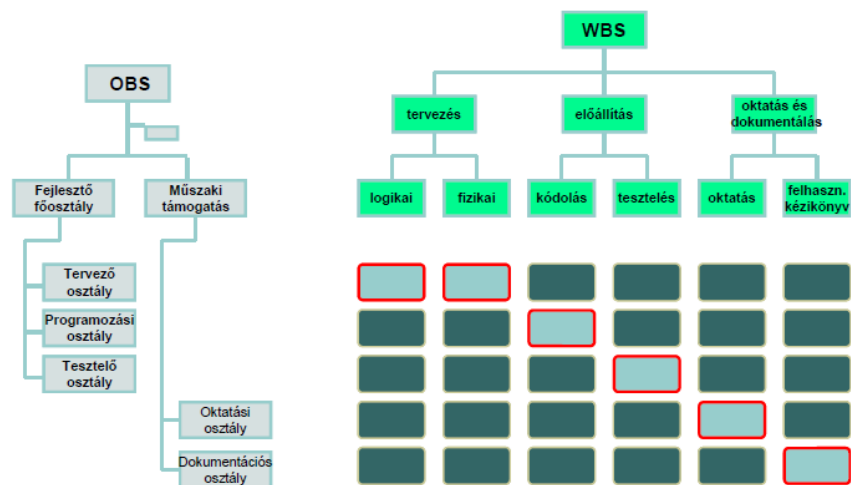 OBS
Fejlesztő
főosztály
Műszaki
támogatás
Tervező
osztály
Programozási
osztály
Tesztelő
osztály
Oktatási
osztály
Dokumentációs
osztály
WBS
tervezés
előállítás
oktatás és
dokumentálás
logikai
fizikai
kódolás
tesztelés
oktatás
felhaszn.
kézikönyv